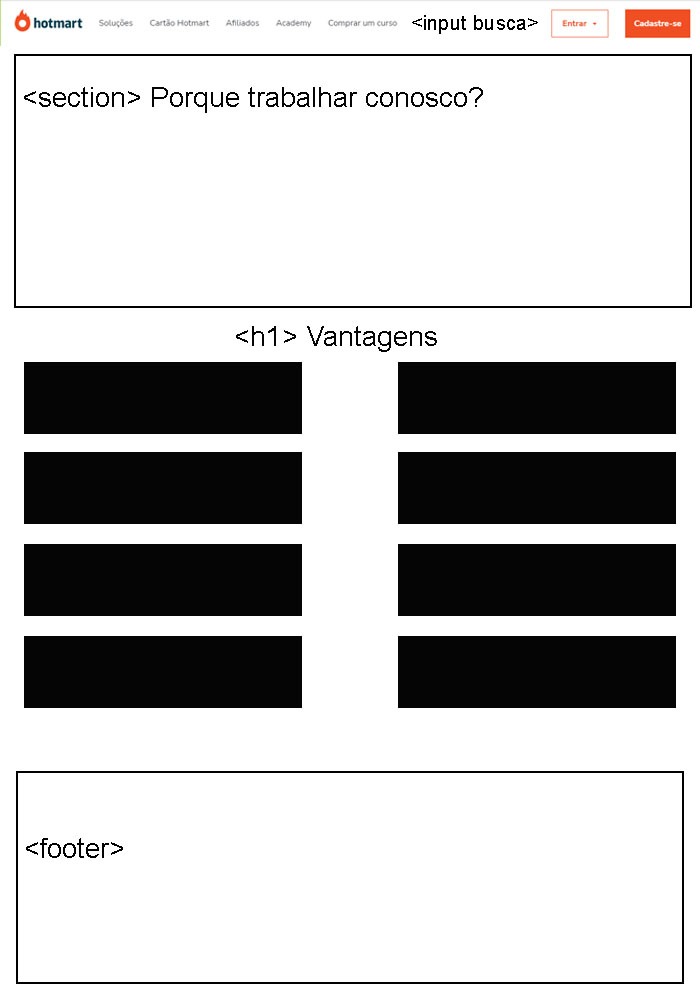 hotmart Soluções Cartão Hotmart Afiliados Academy Comprar um curso <input busca> Entrar Cadastre-se
<section> Porque trabalhar conosco?
<h1> Vantagens
<footer>